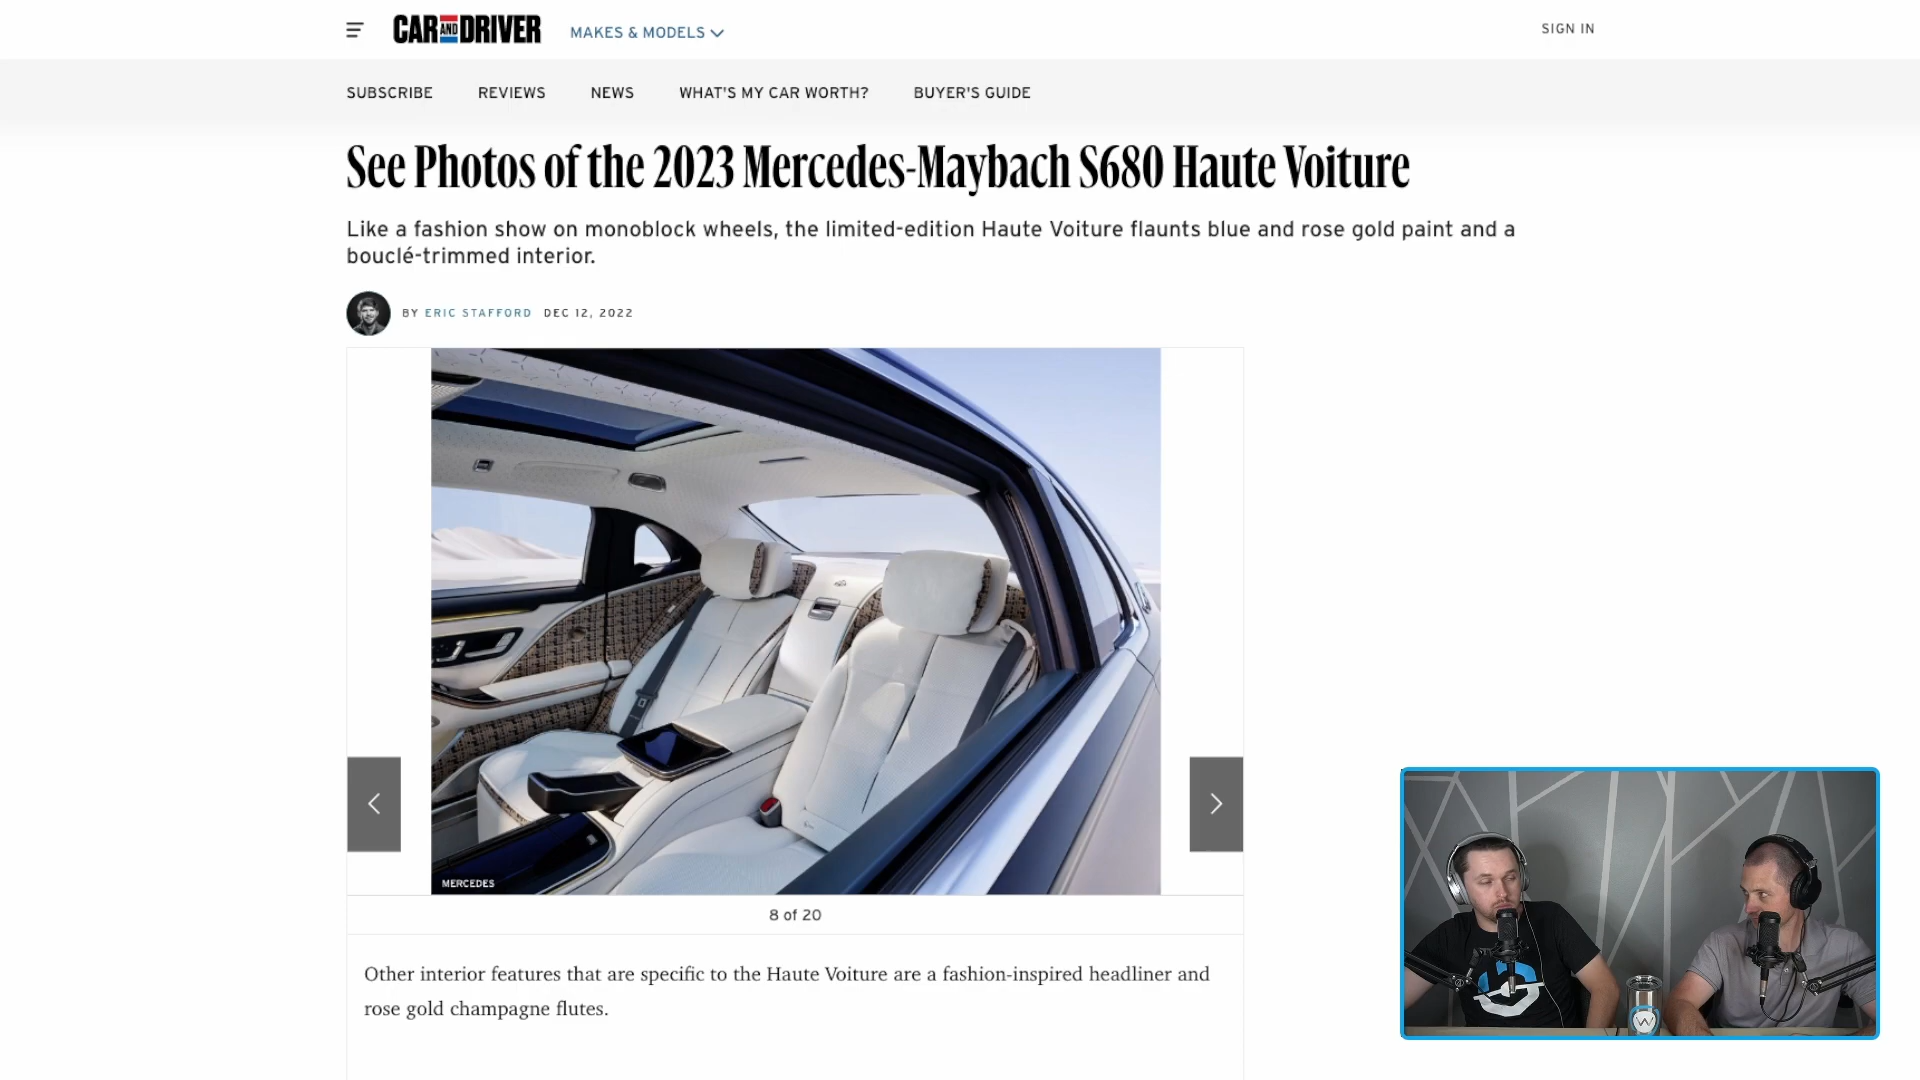 CAR AND DRIVER
MAKES & MODELS
SIGN IN
SUBSCRIBE
REVIEWS
NEWS
WHAT'S MY CAR WORTH?
BUYER'S GUIDE
See Photos of the 2023 Mercedes-Maybach S680 Haute Voiture
Like a fashion show on monoblock wheels, the limited-edition Haute Voiture flaunts blue and rose gold paint and a
bouclé-trimmed interior.
BY ERIC STAFFORD DEC 12, 2022
MERCEDES
8 of 20
Other interior features that are specific to the Haute Voiture are a fashion-inspired headliner and
rose gold champagne flutes.
W